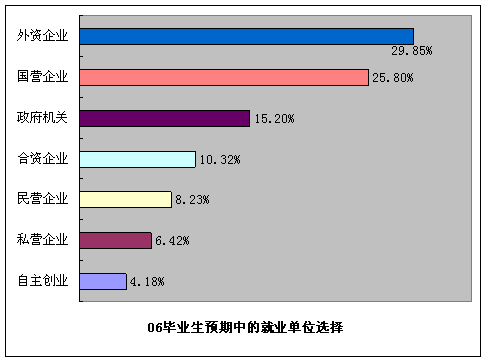 外资企业
29.85%
国营企业
25.80%
政府机关
15.20%
合资企业
10.32%
民营企业
8.23%
私营企业
6.42%
自主创业
4.18%
06毕业生预期中的就业单位选择